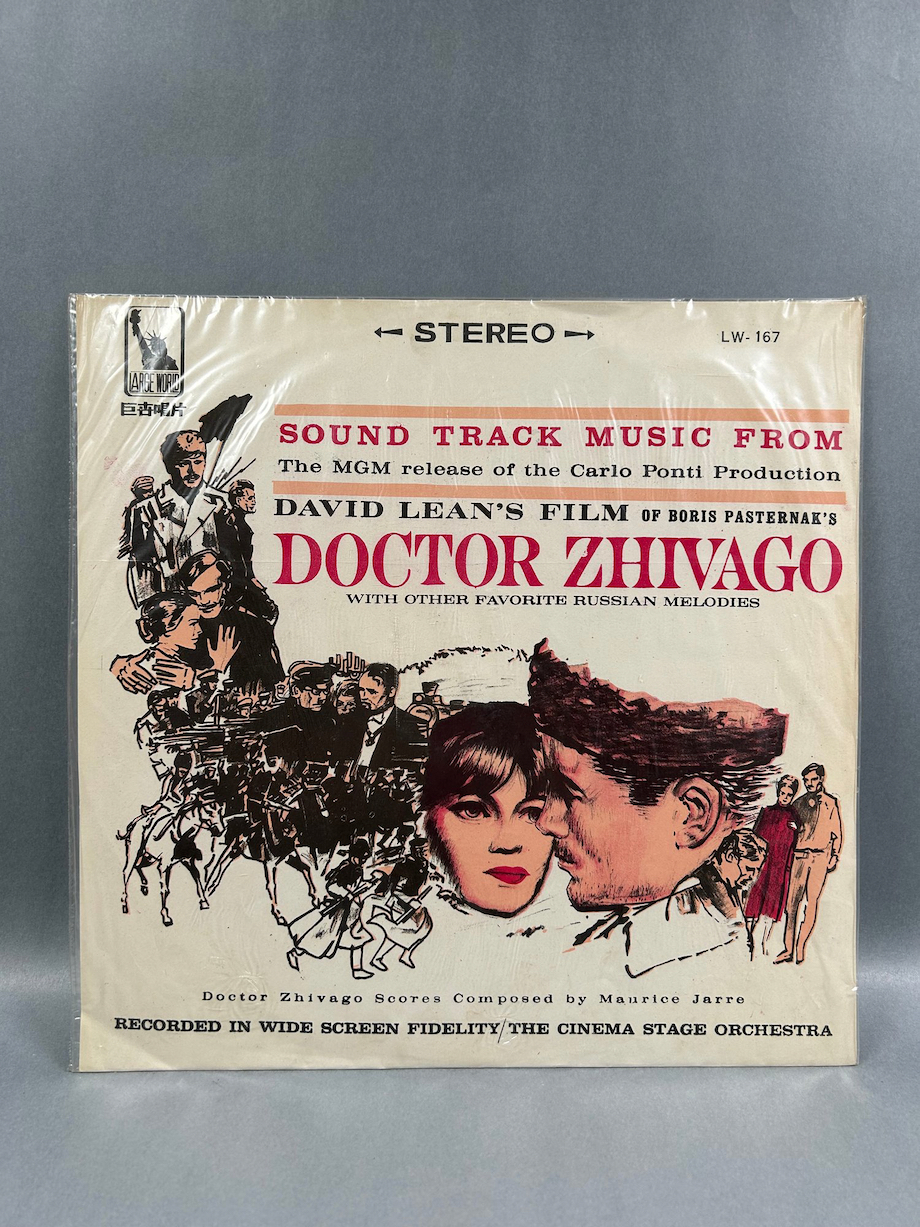 STEREO
LW-167
LARGE WORLD
巨吉唱片
SOUND TRACK MUSIC FROM
The MGM release of the Carlo Ponti Production
DAVID LEAN'S FILM OF BORIS PASTERNAK'S
DOCTOR ZHIVAGO
WITH OTHER FAVORITE RUSSIAN MELODIES
Doctor Zhivago Scores Composed by Maurice Jarre
RECORDED IN WIDE SCREEN FIDELITY/THE CINEMA STAGE ORCHESTRA